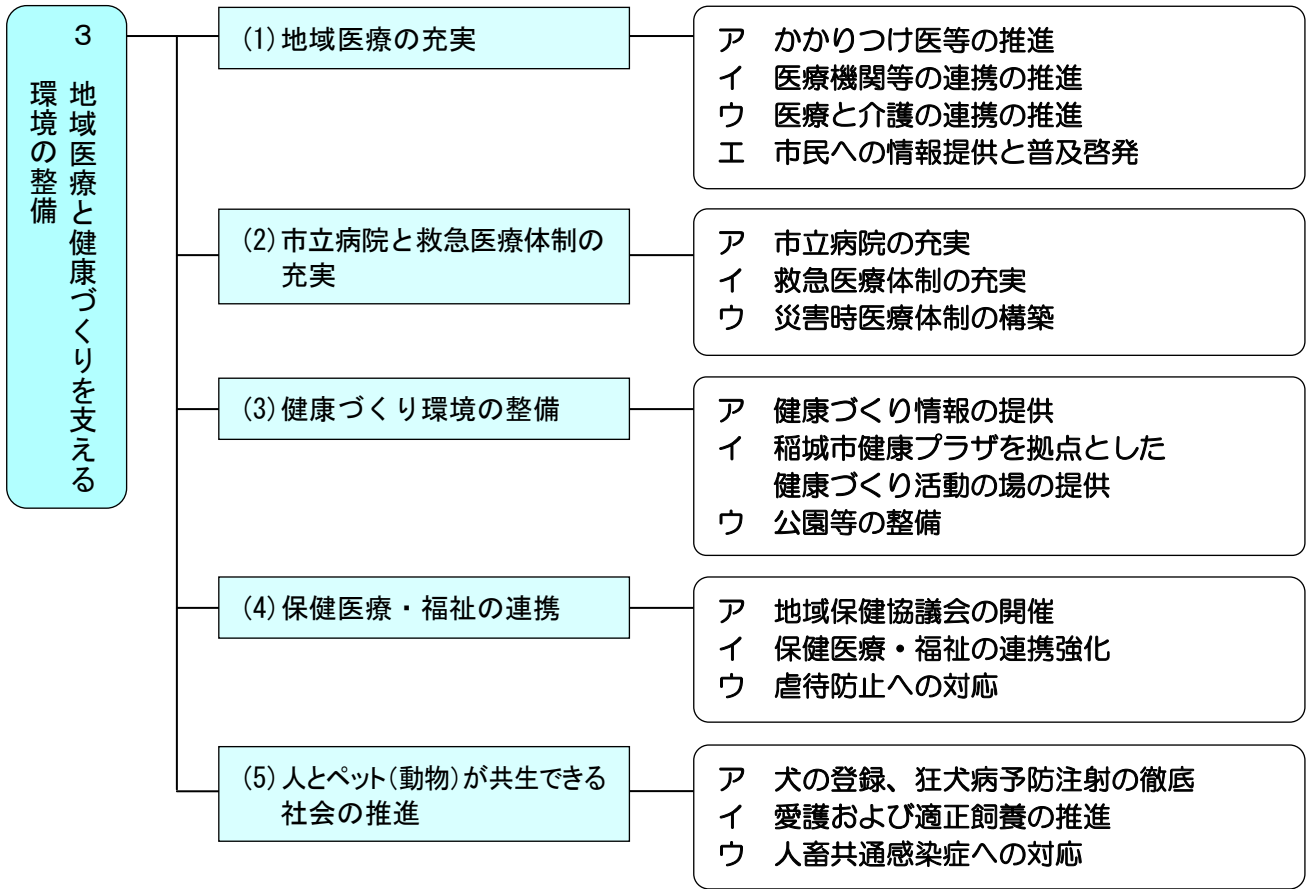 3
地域医療と健康づくりを支える
環境の整備
(1)地域医療の充実
ア　かかりつけ医等の推進
イ　医療機関等の連携の推進
ウ　医療と介護の連携の推進
エ　市民への情報提供と普及啓発
(2)市立病院と救急医療体制の
充実
ア　市立病院の充実
イ　救急医療体制の充実
ウ　災害時医療体制の構築
(3)健康づくり環境の整備
ア　健康づくり情報の提供
イ　稲城市健康プラザを拠点とした
健康づくり活動の場の提供
ウ　公園等の整備
(4)保健医療・福祉の連携
ア　地域保健協議会の開催
イ　保健医療・福祉の連携強化
ウ　虐待防止への対応
(5)人とペット(動物)が共生できる
社会の推進
ア　犬の登録、狂犬病予防注射の徹底
イ　愛護および適正飼養の推進
ウ　人畜共通感染症への対応